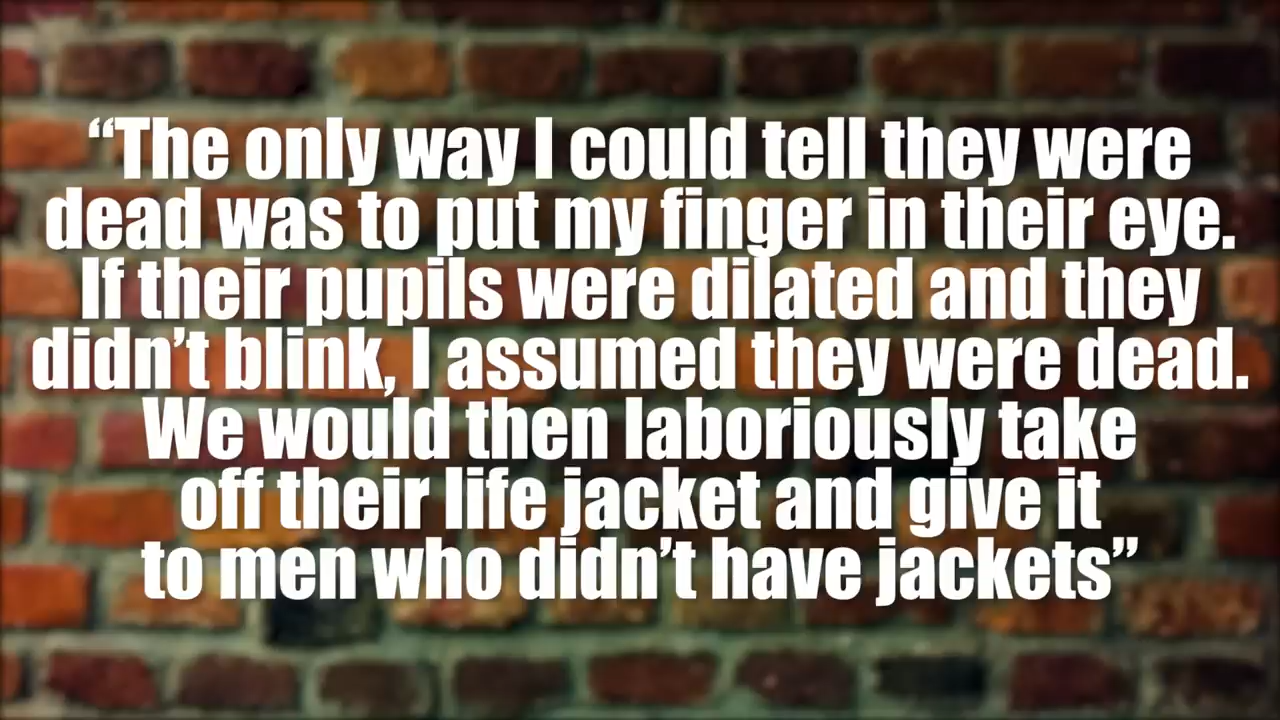 “The only way I could tell they were
dead was to put my finger in their eye.
If their pupils were dilated and they
didn’t blink, I assumed they were dead.
We would then laboriously take
off their life jacket and give it
to men who didn’t have jackets”